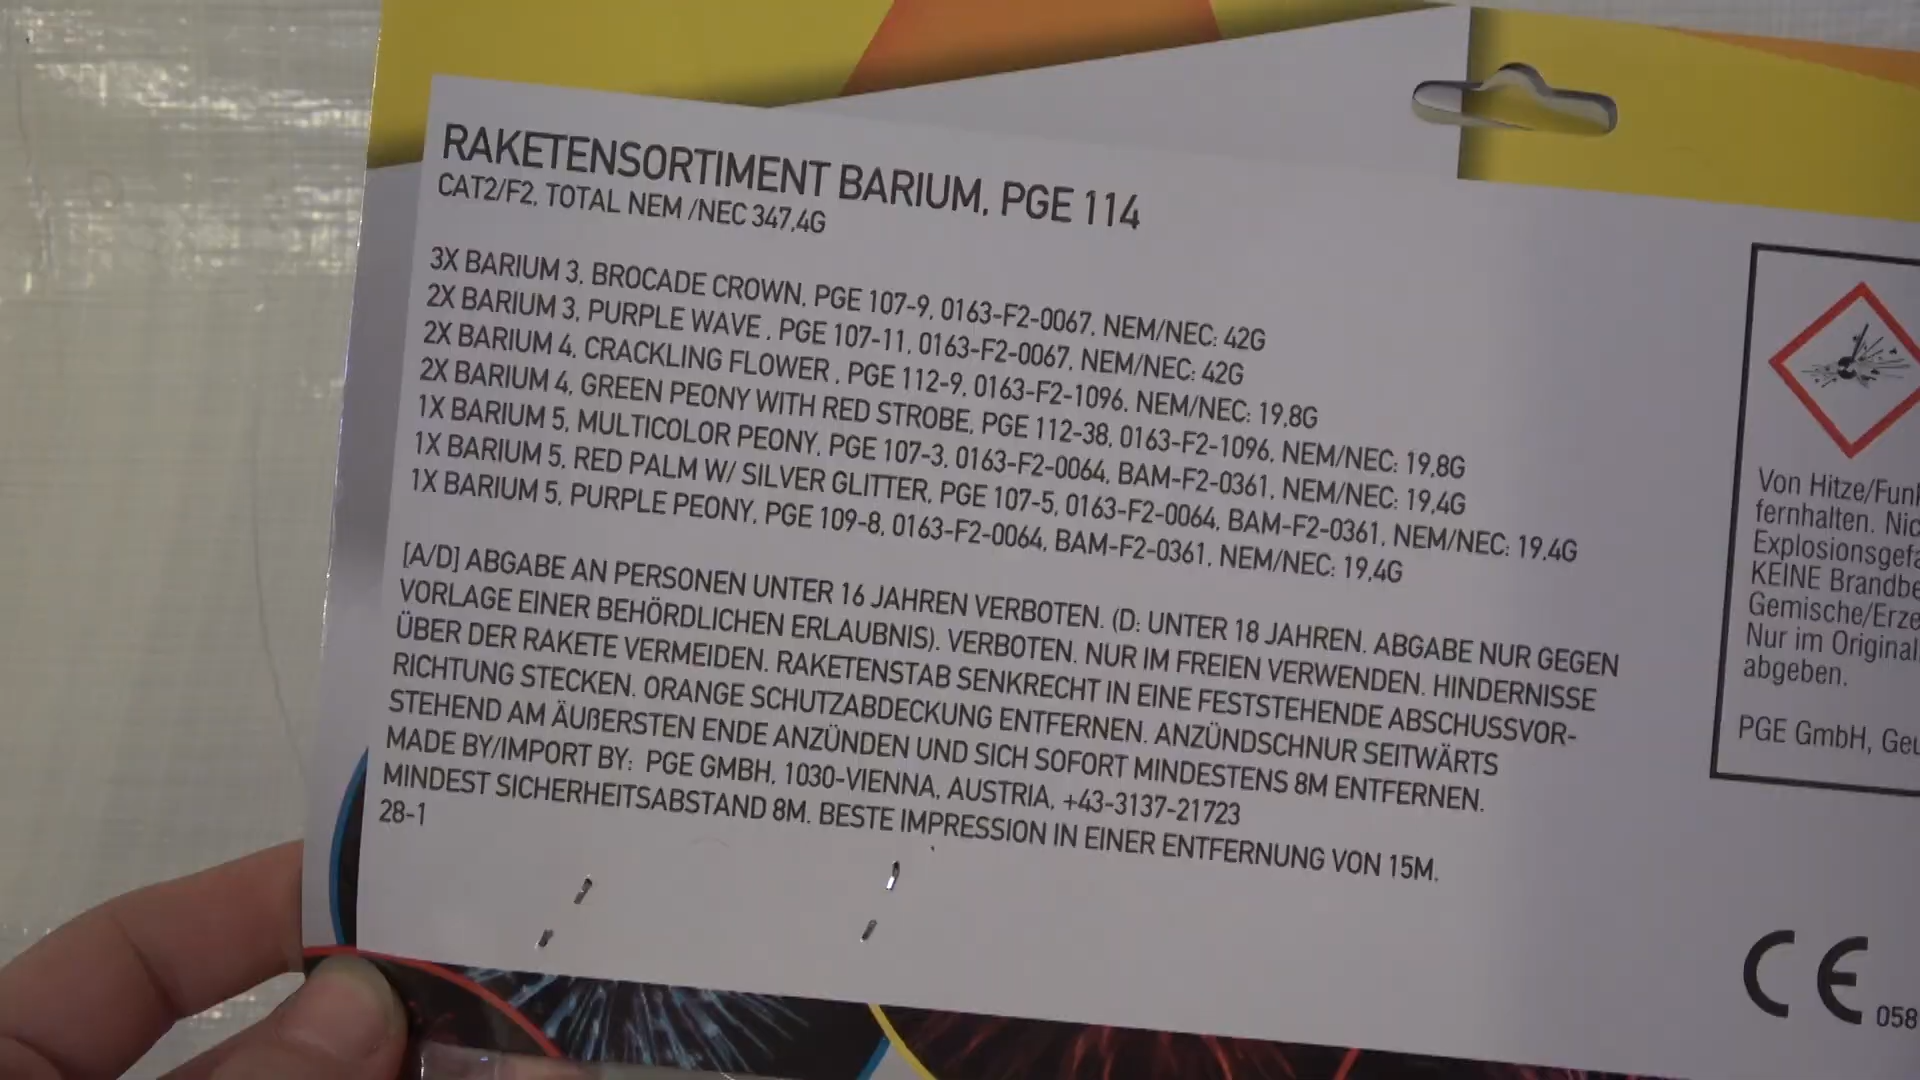 RAKETENSORTIMENT BARIUM, PGE 114
CAT2/F2, TOTAL NEM /NEC 347,4G
3X BARIUM 3, BROCADE CROWN, PGE 107-9, 0163-F2-0067, NEM/NEC: 42G
2X BARIUM 3, PURPLE WAVE , PGE 107-11, 0163-F2-0067, NEM/NEC: 42G
2X BARIUM 4, CRACKLING FLOWER , PGE 112-9, 0163-F2-1096, NEM/NEC: 19,8G
2X BARIUM 4, GREEN PEONY WITH RED STROBE, PGE 112-38, 0163-F2-1096, NEM/NEC: 19,8G
1X BARIUM 5, MULTICOLOR PEONY, PGE 107-3, 0163-F2-0064, BAM-F2-0361, NEM/NEC: 19,4G
1X BARIUM 5, RED PALM W/ SILVER GLITTER, PGE 107-5, 0163-F2-0064, BAM-F2-0361, NEM/NEC: 19,4G
1X BARIUM 5, PURPLE PEONY, PGE 109-8, 0163-F2-0064, BAM-F2-0361, NEM/NEC: 19,4G
[A/D] ABGABE AN PERSONEN UNTER 16 JAHREN VERBOTEN. (D: UNTER 18 JAHREN. ABGABE NUR GEGEN
VORLAGE EINER BEHÖRDLICHEN ERLAUBNIS). VERBOTEN. NUR IM FREIEN VERWENDEN. HINDERNISSE
ÜBER DER RAKETE VERMEIDEN. RAKETENSTAB SENKRECHT IN EINE FESTSTEHENDE ABSCHUSSVOR-
RICHTUNG STECKEN. ORANGE SCHUTZABDECKUNG ENTFERNEN. ANZÜNDSCHNUR SEITWÄRTS
STEHEND AM ÄUßERSTEN ENDE ANZÜNDEN UND SICH SOFORT MINDESTENS 8M ENTFERNEN.
MADE BY/IMPORT BY: PGE GMBH, 1030-VIENNA, AUSTRIA, +43-3137-21723
MINDEST SICHERHEITSABSTAND 8M. BESTE IMPRESSION IN EINER ENTFERNUNG VON 15M.
28-1
Von Hitze/Funk
fernhalten. Nic
Explosionsgefa
KEINE Brandbe
Gemische/Erze
Nur im Original
abgeben.
PGE GmbH, Geu
CE
058